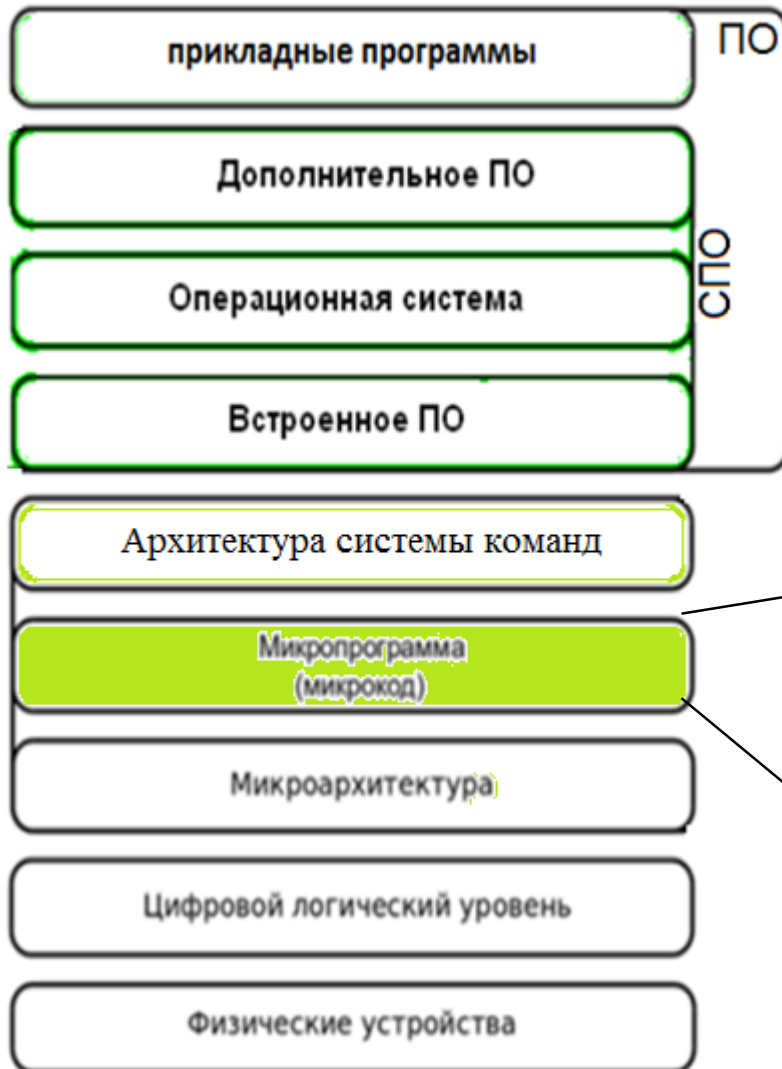 прикладные программы
ПО
Дополнительное ПО
СПО
Операционная система
Встроенное ПО
Архитектура системы команд
Микропрограмма
(микрокод)
Микроархитектура
Цифровой логический уровень
Физические устройства